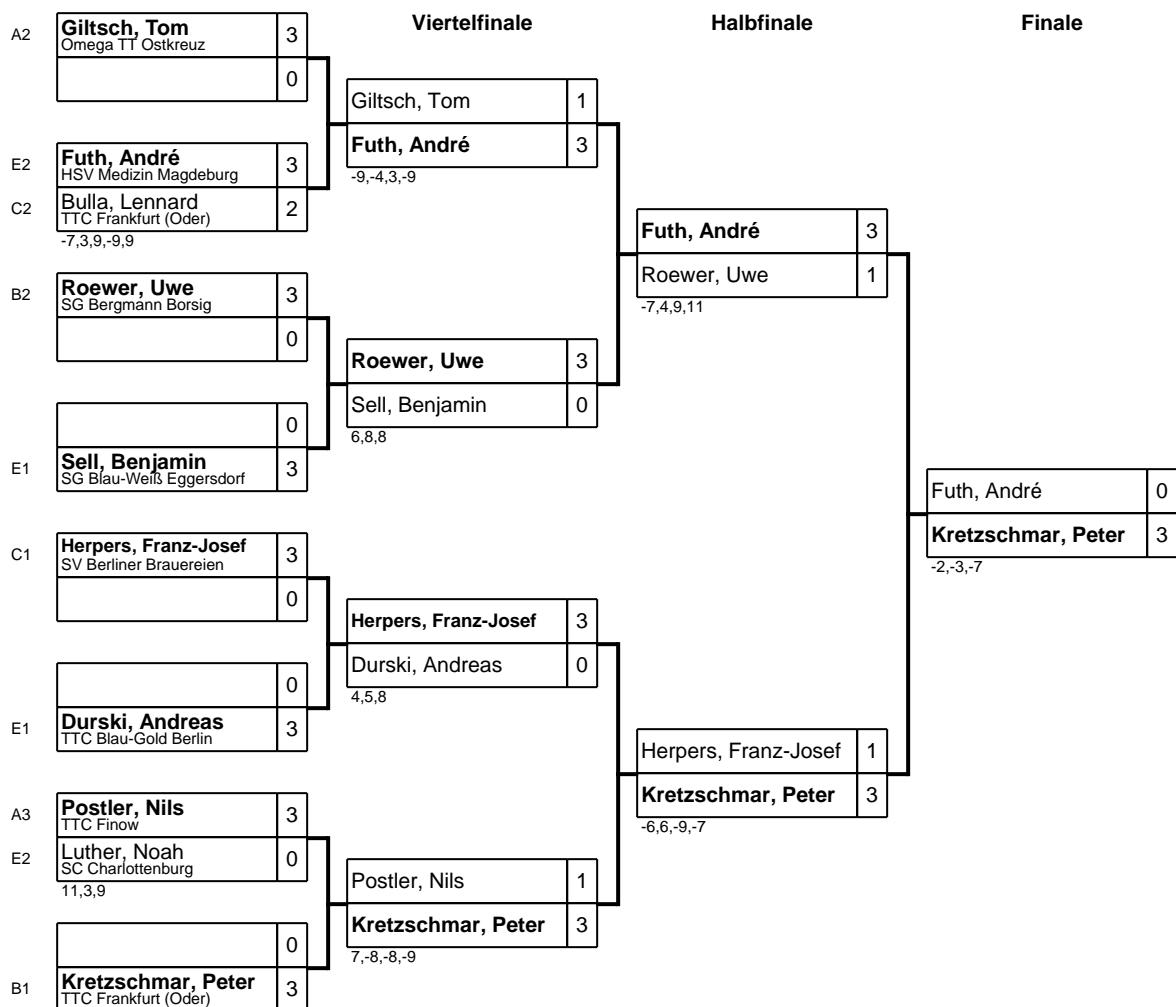 Viertelfinale
Halbfinale
Finale
A2
Giltsch, Tom
3
Omega TT Ostkreuz
0
E2
Futh, André
3
HSV Medizin Magdeburg
C2
Bulla, Lennard
2
TTC Frankfurt (Oder)
-7,3,9,-9,9
B2
Roewer, Uwe
3
SG Bergmann Borsig
0
0
E1
Sell, Benjamin
3
SG Blau-Weiß Eggersdorf
C1
Herpers, Franz-Josef
3
SV Berliner Brauereien
0
0
E1
Durski, Andreas
3
TTC Blau-Gold Berlin
A3
Postler, Nils
3
TTC Finow
E2
Luther, Noah
0
SC Charlottenburg
11,3,9
0
B1
Kretzschmar, Peter
3
TTC Frankfurt (Oder)
Giltsch, Tom
1
Futh, André
3
-9,-4,3,-9
Roewer, Uwe
3
Sell, Benjamin
0
6,8,8
Herpers, Franz-Josef
3
Durski, Andreas
0
4,5,8
Postler, Nils
1
Kretzschmar, Peter
3
7,-8,-8,-9
Futh, André
3
Roewer, Uwe
1
-7,4,9,11
Herpers, Franz-Josef
1
Kretzschmar, Peter
3
-6,6,-9,-7
Futh, André
0
Kretzschmar, Peter
3
-2,-3,-7